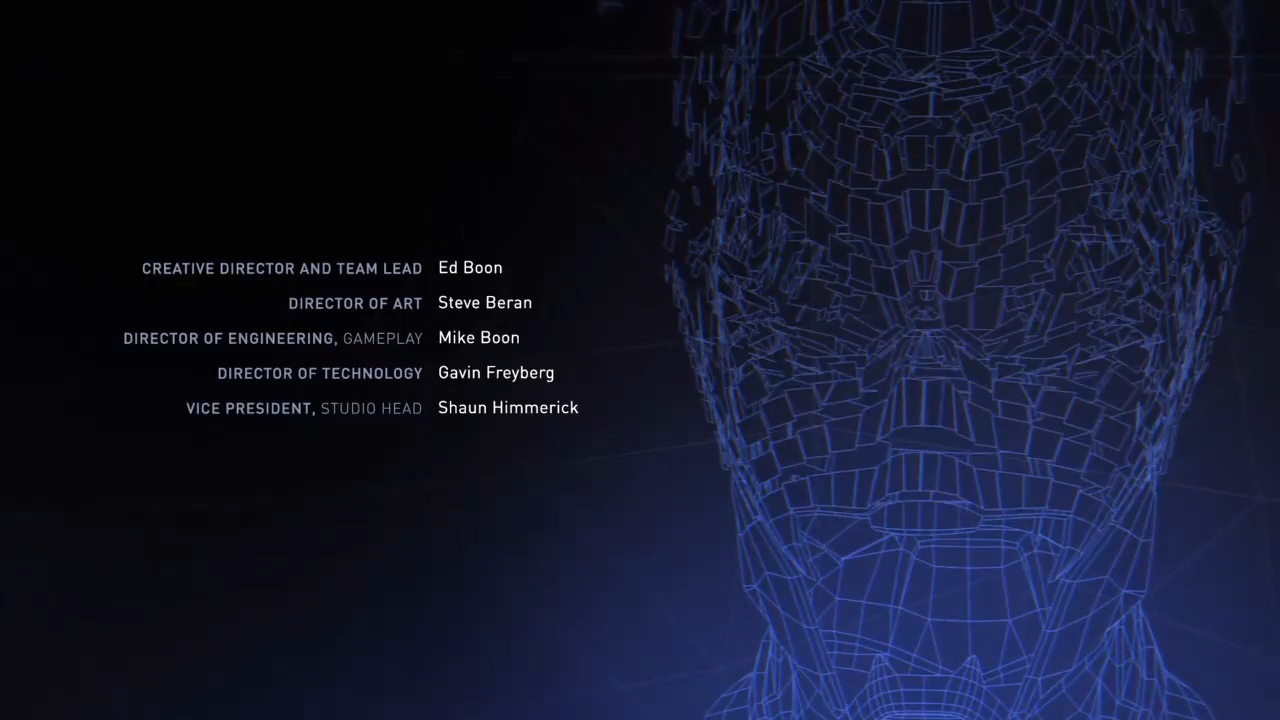 CREATIVE DIRECTOR AND TEAM LEAD Ed Boon
DIRECTOR OF ART Steve Beran
DIRECTOR OF ENGINEERING, GAMEPLAY Mike Boon
DIRECTOR OF TECHNOLOGY Gavin Freyberg
VICE PRESIDENT, STUDIO HEAD Shaun Himmerick